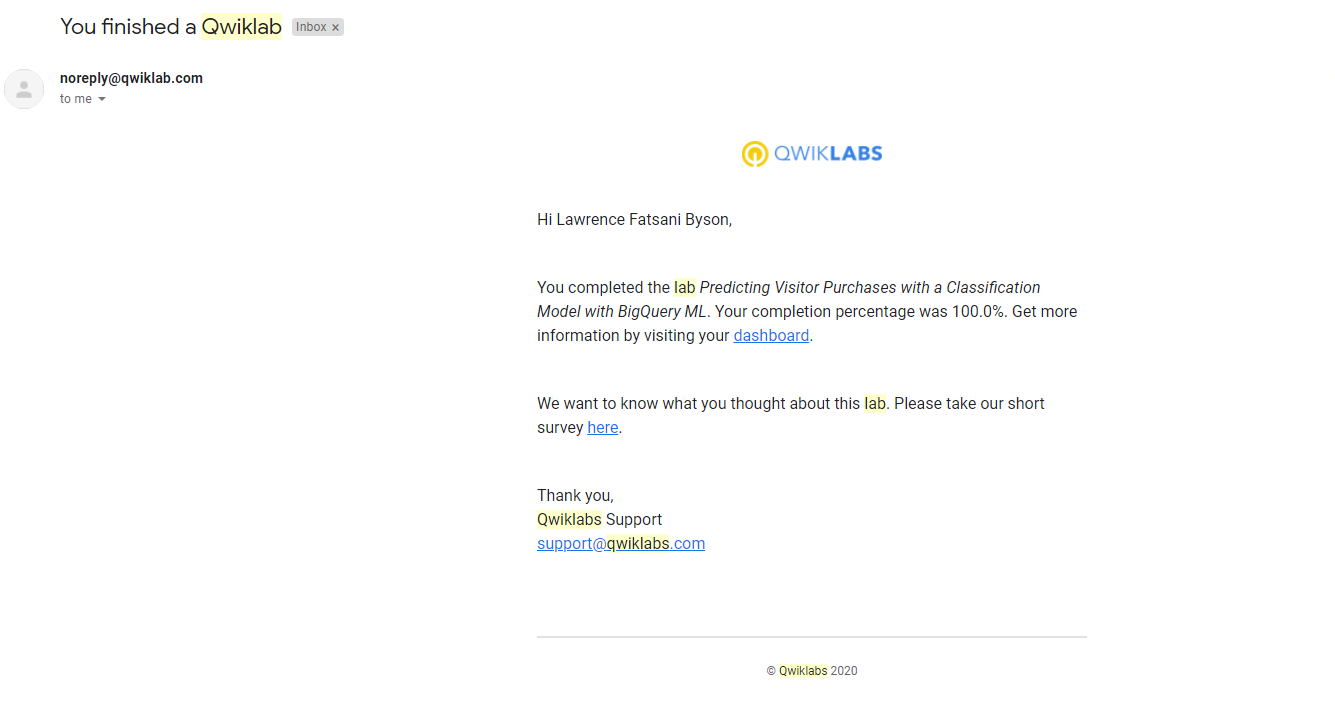 You finished a Qwiklab Inbox ×
noreply@qwiklab.com
to me
QWIKLABS
Hi Lawrence Fatsani Byson,
You completed the lab Predicting Visitor Purchases with a Classification
Model with BigQuery ML. Your completion percentage was 100.0%. Get more
information by visiting your dashboard.
We want to know what you thought about this lab. Please take our short
survey here.
Thank you,
Qwiklabs Support
support@qwiklabs.com
© Qwiklabs 2020